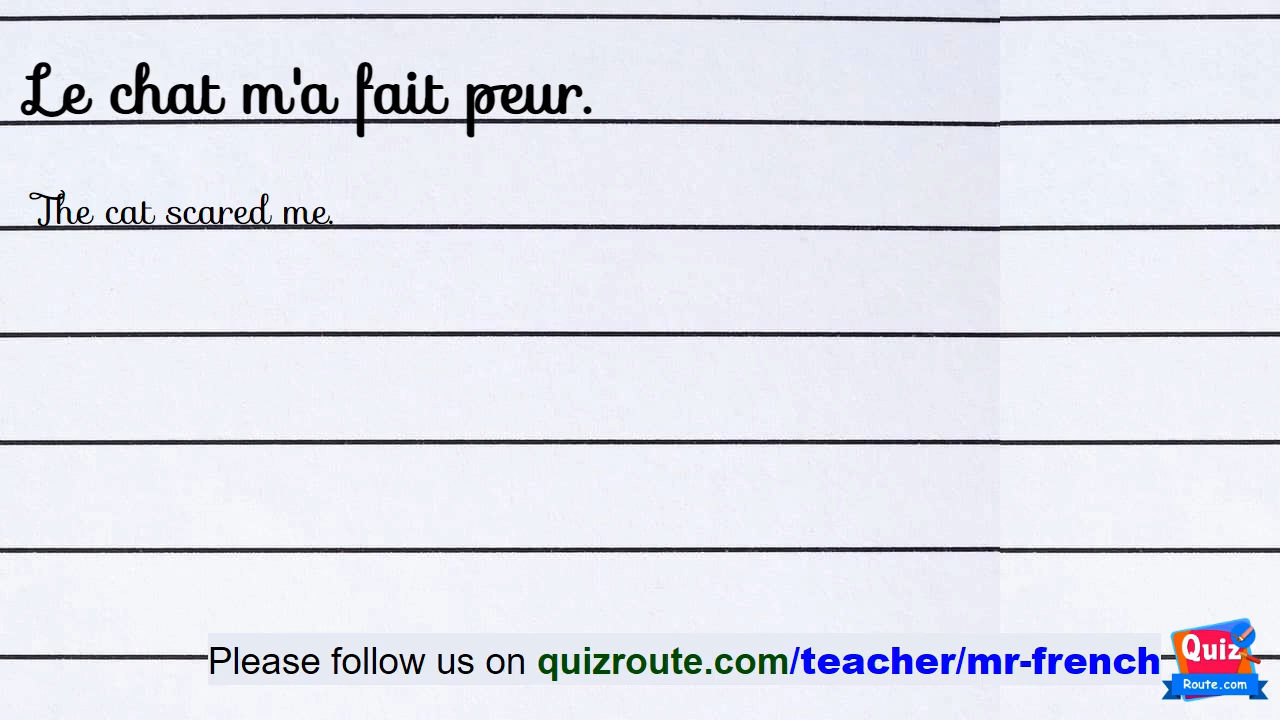 Le chat m'a fait peur.
The cat scared me.
Please follow us on quizroute.com/teacher/mr-french
Quiz
Route.com